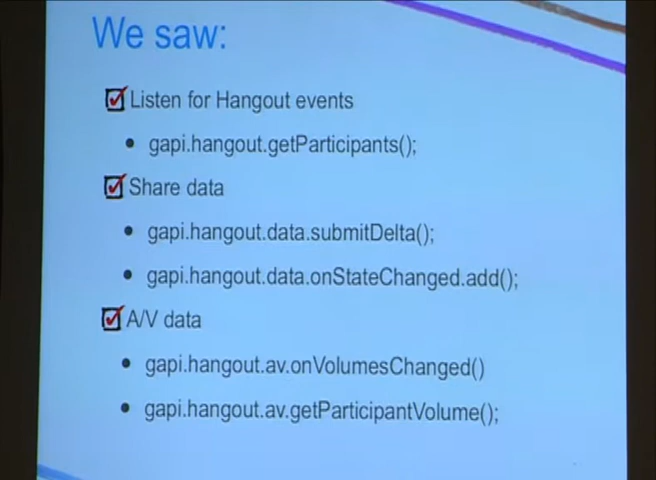 We saw:
Listen for Hangout events
gapi.hangout.getParticipants();
Share data
gapi.hangout.data.submitDelta();
gapi.hangout.data.onStateChanged.add();
A/V data
gapi.hangout.av.onVolumesChanged()
gapi.hangout.av.getParticipantVolume();